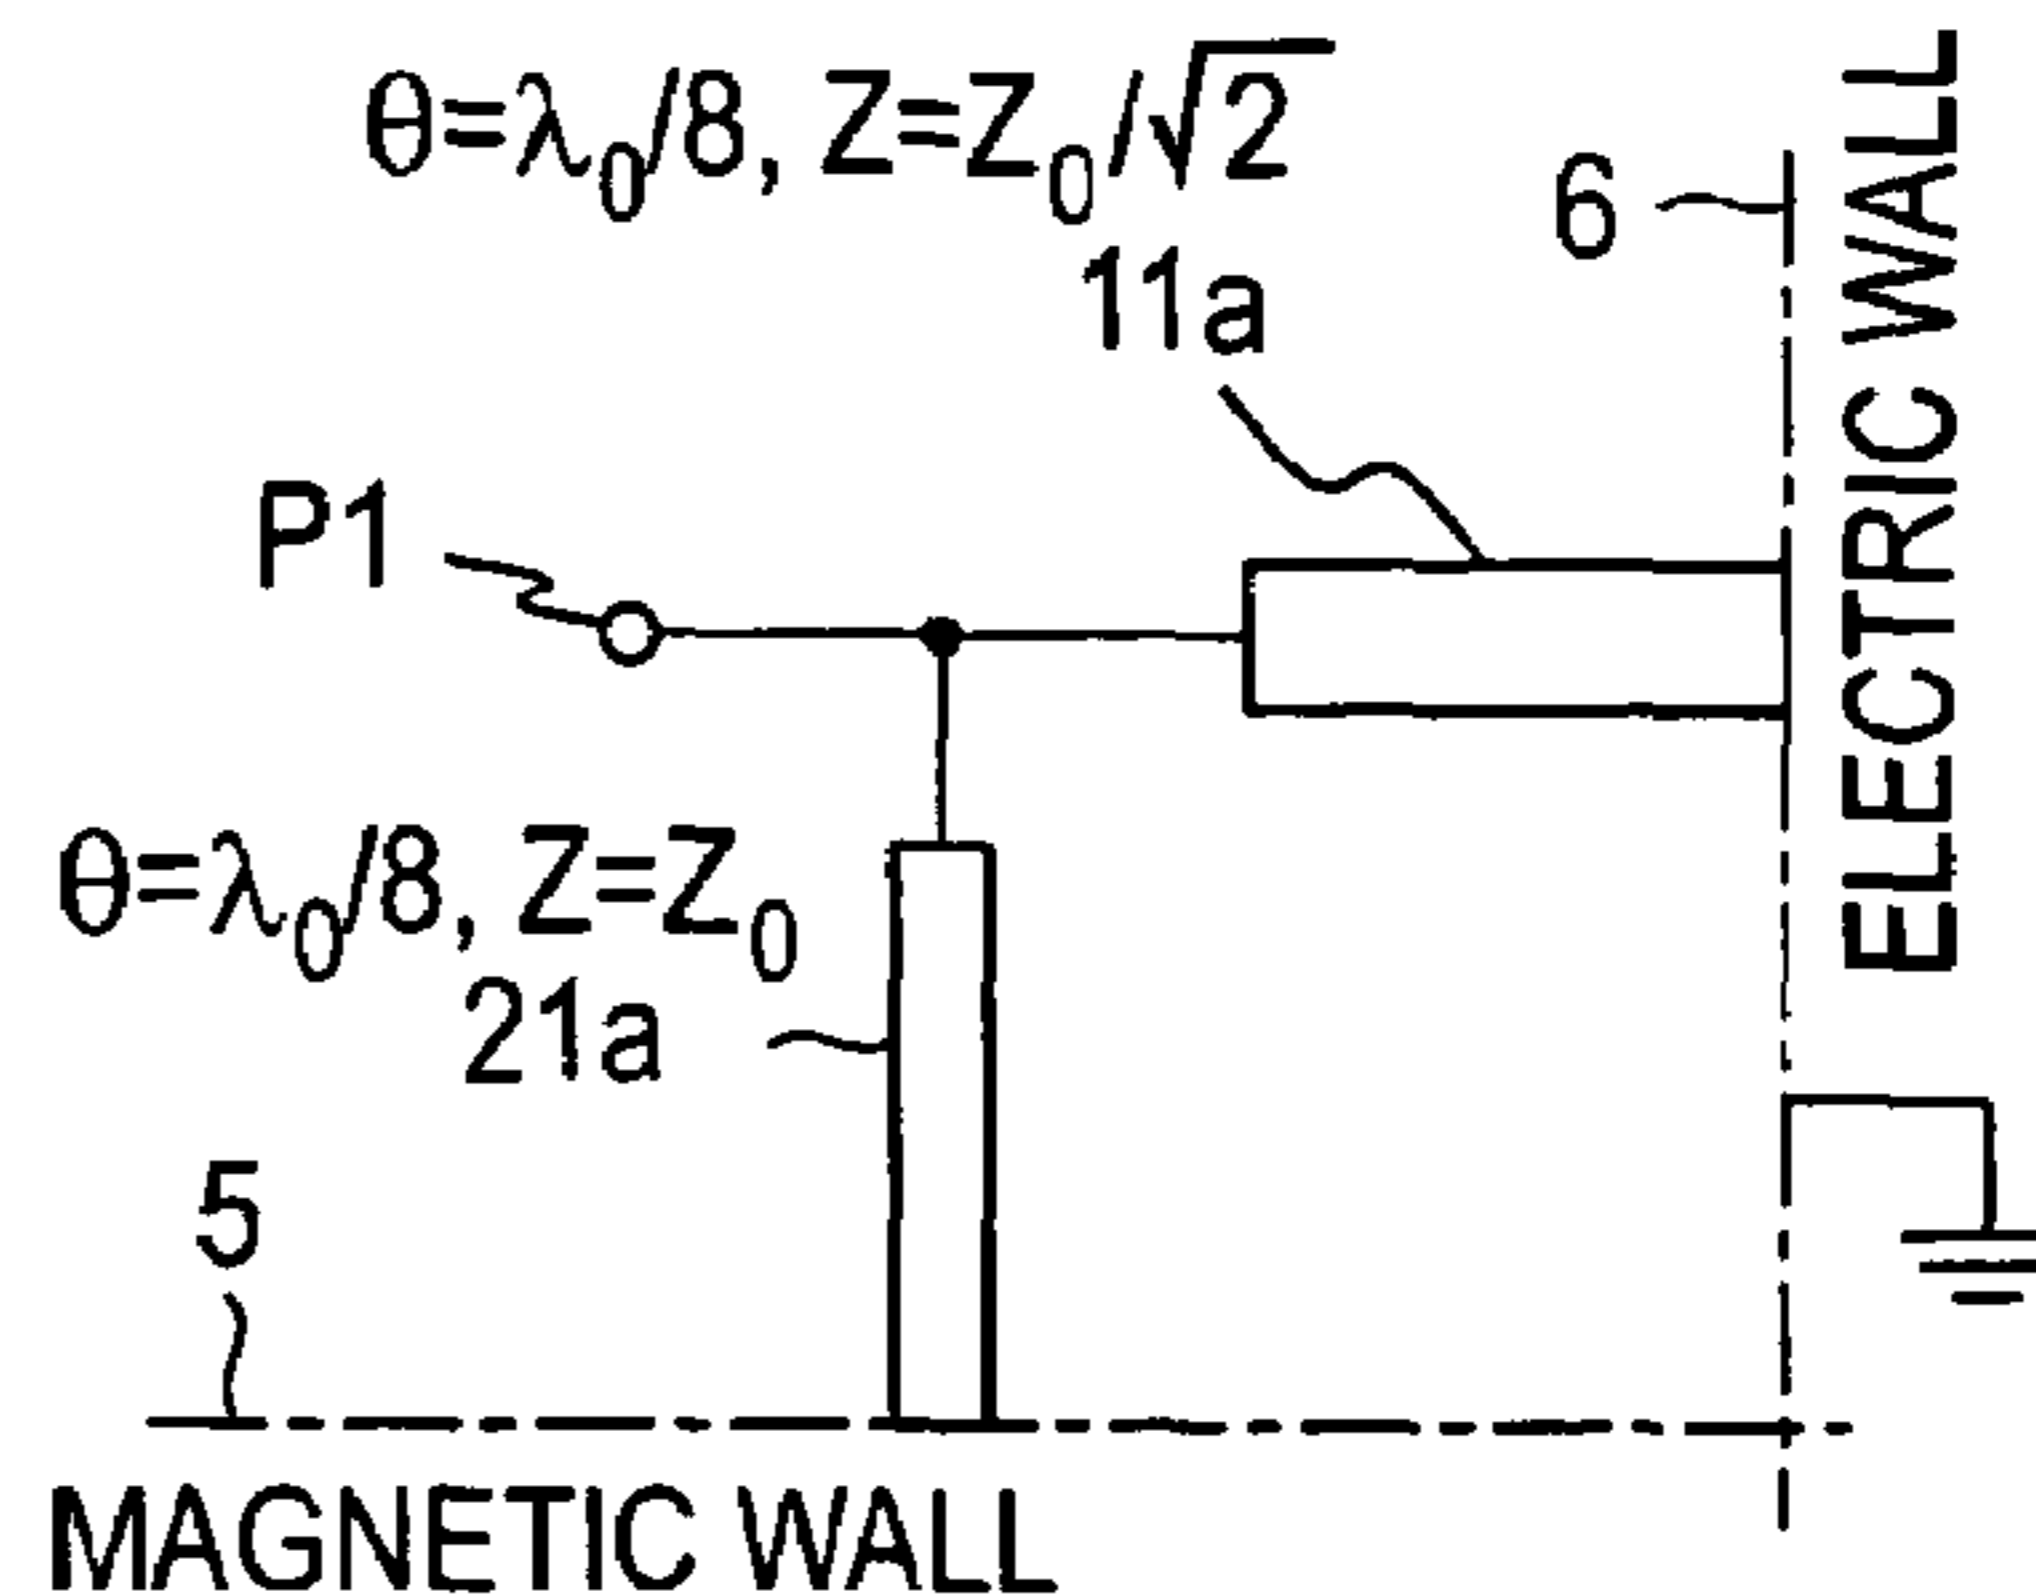 θ=λ₀/8, Z=Z₀/√2
11a
6
ELECTRIC WALL
P1
θ=λ₀/8, Z=Z₀
21a
5
MAGNETIC WALL